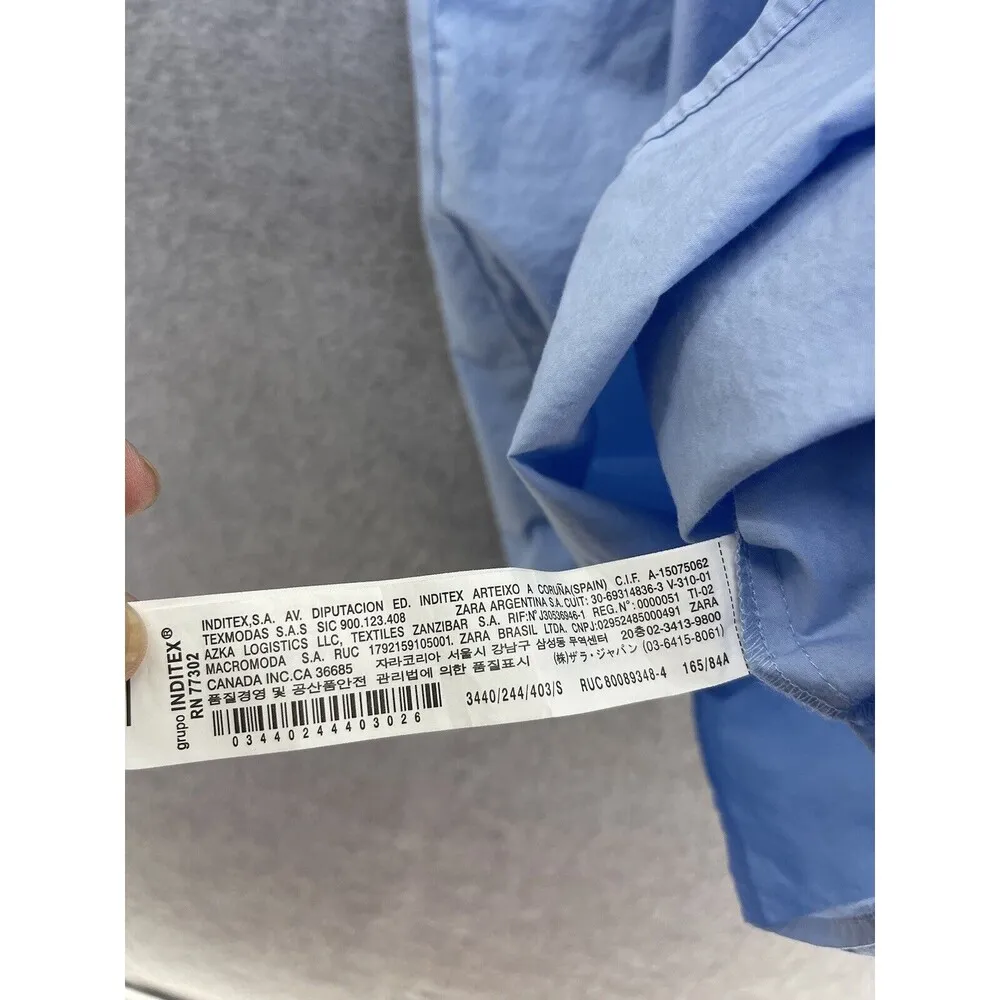 grupo INDITEX®
RN 77302
INDITEX,S.A. AV. DIPUTACION ED. INDITEX ARTEIXO A CORUÑA(SPAIN) C.I.F. A-15075062
TEXMODAS S.A.S SIC 900.123.408 ZARA ARGENTINA S.A. CUIT: 30-69314836-3 V-310-01
AZKA LOGISTICS LLC, TEXTILES ZANZIBAR S.A. RIF:N°J30536946-1 REG.N°:0000051 TI-02
MACROMODA S.A. RUC 1792159105001. ZARA BRASIL LTDA. CNPJ:02952485000491 ZARA
CANADA INC.CA 36685 자라코리아 서울시 강남구 삼성동 무역센터 20층02-3413-9800
품질경영 및 공산품안전 관리법에 의한 품질표시 (株)ザラ・ジャパン (03-6415-8061)
3440/244/403/S RUC80089348-4 165/84A
03440244403026